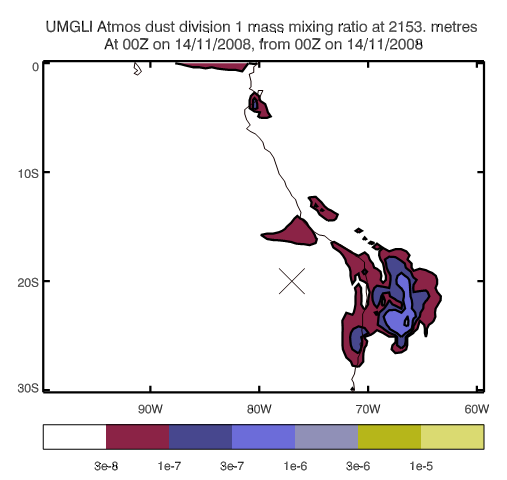 UMGLI Atmos dust division 1 mass mixing ratio at 2153. metres
At 00Z on 14/11/2008, from 00Z on 14/11/2008
0
10S
20S
30S
90W 80W 70W 60W
3e-8 1e-7 3e-7 1e-6 3e-6 1e-5